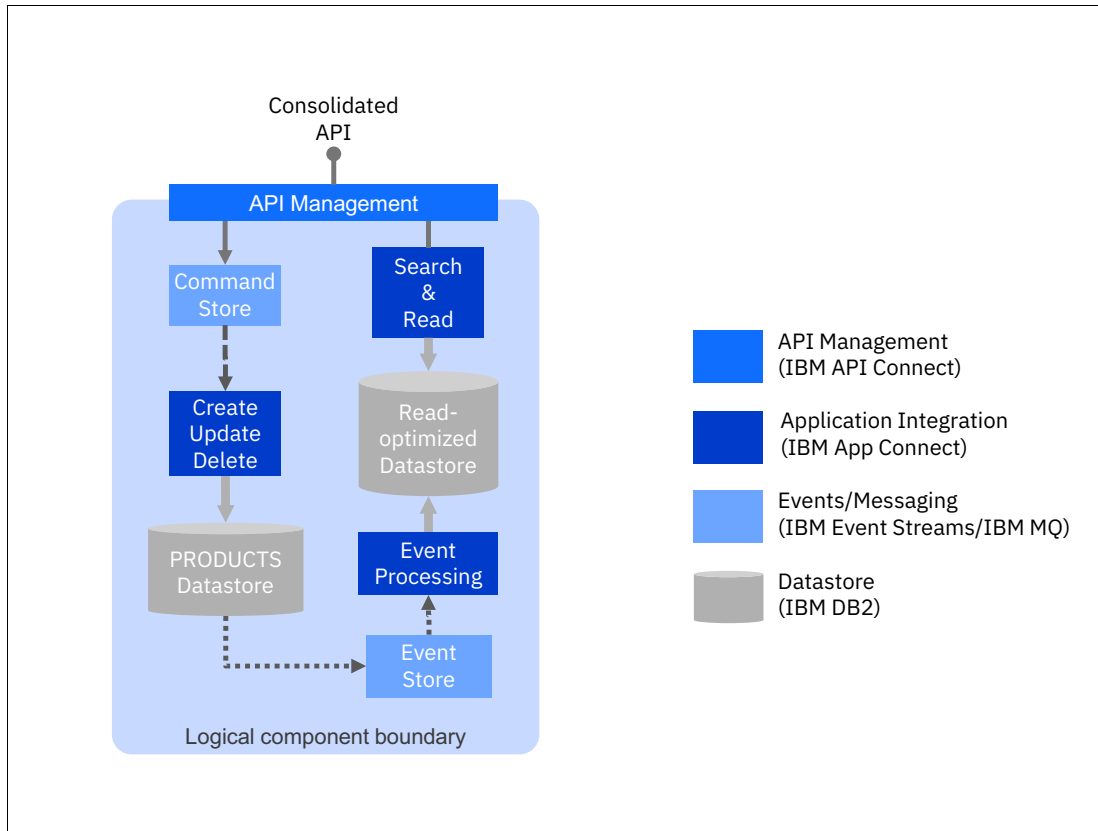 Consolidated
API
API Management
Command
Store
Search
&
Read
Create
Update
Delete
Read-
optimized
Datastore
PRODUCTS
Datastore
Event
Processing
Event
Store
Logical component boundary
API Management
(IBM API Connect)
Application Integration
(IBM App Connect)
Events/Messaging
(IBM Event Streams/IBM MQ)
Datastore
(IBM DB2)